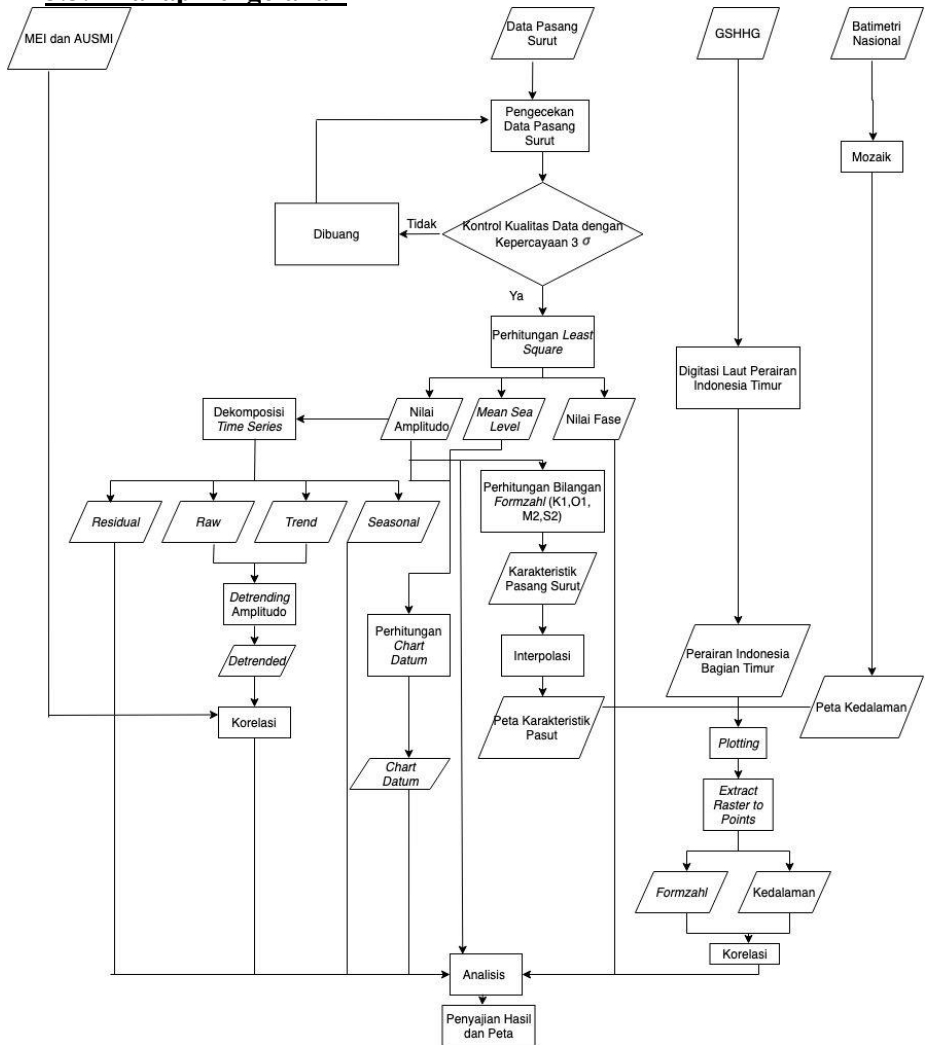 MEI dan AUSMI
Data Pasang
Surut
GSHHG
Batimetri
Nasional
Pengecekan
Data Pasang
Surut
Mozaik
Dibuang
Tidak
Kontrol Kualitas Data dengan
Kepercayaan 3 σ
Ya
Perhitungan Least
Square
Digitasi Laut Perairan
Indonesia Timur
Dekomposisi
Time Series
Nilai
Amplitudo
Mean Sea
Level
Nilai Fase
Perhitungan Bilangan
Formzahl (K1,O1,
M2,S2)
Residual
Raw
Trend
Seasonal
Karakteristik
Pasang Surut
Detrending
Amplitudo
Perhitungan
Chart
Datum
Interpolasi
Perairan Indonesia
Bagian Timur
Detrended
Peta Karakteristik
Pasut
Peta Kedalaman
Korelasi
Plotting
Chart
Datum
Extract
Raster to
Points
Formzahl
Kedalaman
Korelasi
Analisis
Penyajian Hasil
dan Peta